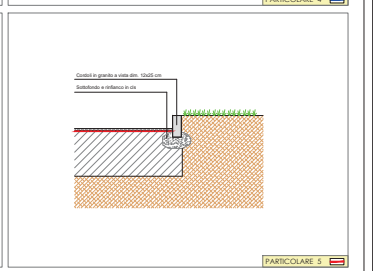 PARTICOLARE 4
Cordoli in granito a vista dim. 12x25 cm
Sottofondo e rinfianco in cls
PARTICOLARE 5